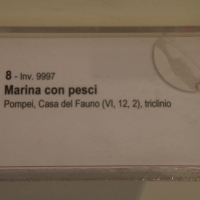 8 - Inv. 9997
Marina con pesci
Pompei, Casa del Fauno (VI, 12, 2), triclinio